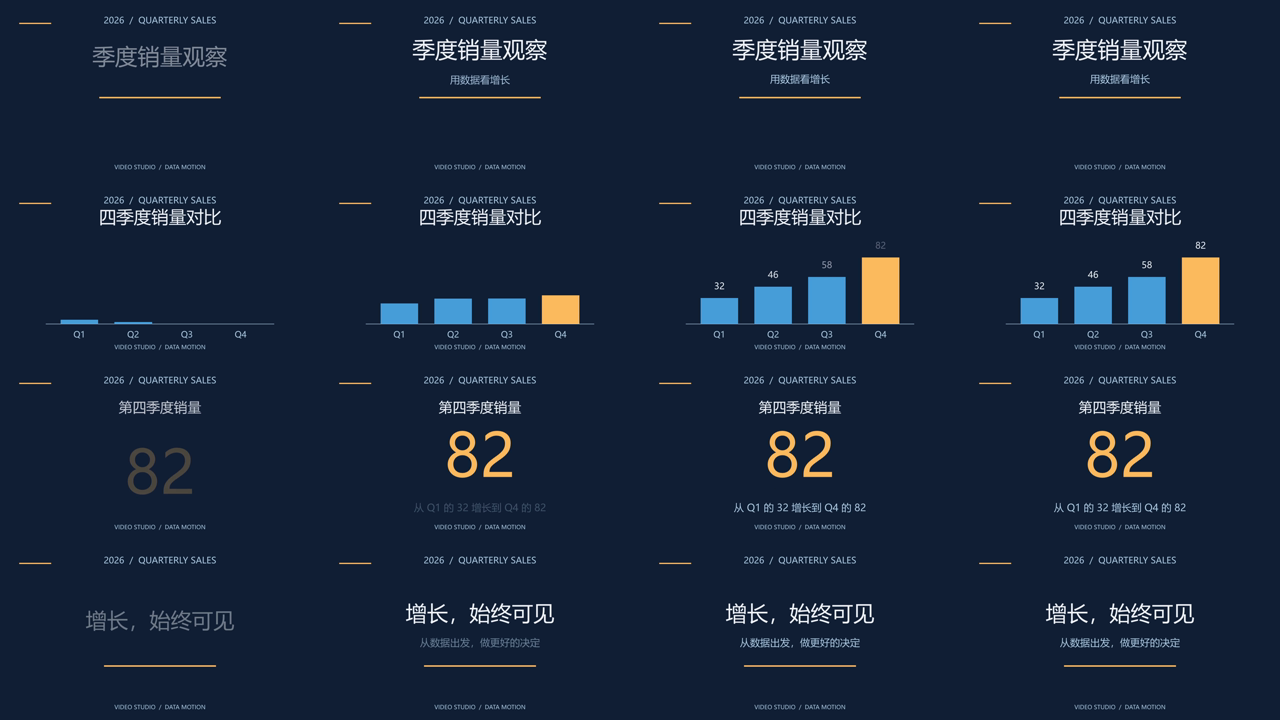 2026 / QUARTERLY SALES
季度销量观察
VIDEO STUDIO / DATA MOTION
2026 / QUARTERLY SALES
季度销量观察
用数据看增长
VIDEO STUDIO / DATA MOTION
2026 / QUARTERLY SALES
季度销量观察
用数据看增长
VIDEO STUDIO / DATA MOTION
2026 / QUARTERLY SALES
季度销量观察
用数据看增长
VIDEO STUDIO / DATA MOTION
2026 / QUARTERLY SALES
四季度销量对比
Q1 Q2 Q3 Q4
VIDEO STUDIO / DATA MOTION
2026 / QUARTERLY SALES
四季度销量对比
Q1 Q2 Q3 Q4
VIDEO STUDIO / DATA MOTION
2026 / QUARTERLY SALES
四季度销量对比
32 46 58 82
Q1 Q2 Q3 Q4
VIDEO STUDIO / DATA MOTION
2026 / QUARTERLY SALES
四季度销量对比
32 46 58 82
Q1 Q2 Q3 Q4
VIDEO STUDIO / DATA MOTION
2026 / QUARTERLY SALES
第四季度销量
82
VIDEO STUDIO / DATA MOTION
2026 / QUARTERLY SALES
第四季度销量
82
从 Q1 的 32 增长到 Q4 的 82
VIDEO STUDIO / DATA MOTION
2026 / QUARTERLY SALES
第四季度销量
82
从 Q1 的 32 增长到 Q4 的 82
VIDEO STUDIO / DATA MOTION
2026 / QUARTERLY SALES
第四季度销量
82
从 Q1 的 32 增长到 Q4 的 82
VIDEO STUDIO / DATA MOTION
2026 / QUARTERLY SALES
增长，始终可见
VIDEO STUDIO / DATA MOTION
2026 / QUARTERLY SALES
增长，始终可见
从数据出发，做更好的决定
VIDEO STUDIO / DATA MOTION
2026 / QUARTERLY SALES
增长，始终可见
从数据出发，做更好的决定
VIDEO STUDIO / DATA MOTION
2026 / QUARTERLY SALES
增长，始终可见
从数据出发，做更好的决定
VIDEO STUDIO / DATA MOTION